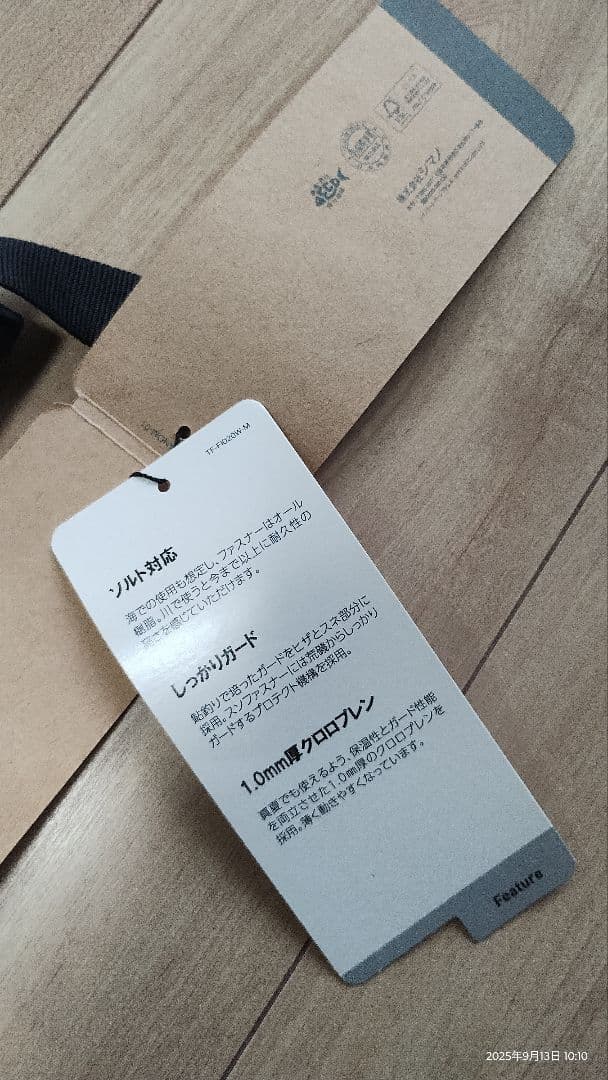 株式会社シマノ
TF-FI020W-M
ソルト対応
海での使用も想定し、ファスナーはオール
樹脂。川で使うと今まで以上に耐久性の
高さを感じていただけます。
しっかりガード
鮎釣りで培ったガードをヒザとスネ部分に
採用。スソファスナーには荒磯からしっかり
ガードするプロテクト機構を採用。
1.0mm厚クロロプレン
真夏でも使えるよう、保温性とガード性能
を両立させた1.0mm厚のクロロプレンを
採用。薄く動きやすくなっています。
Feature
2025年9月13日 10:10